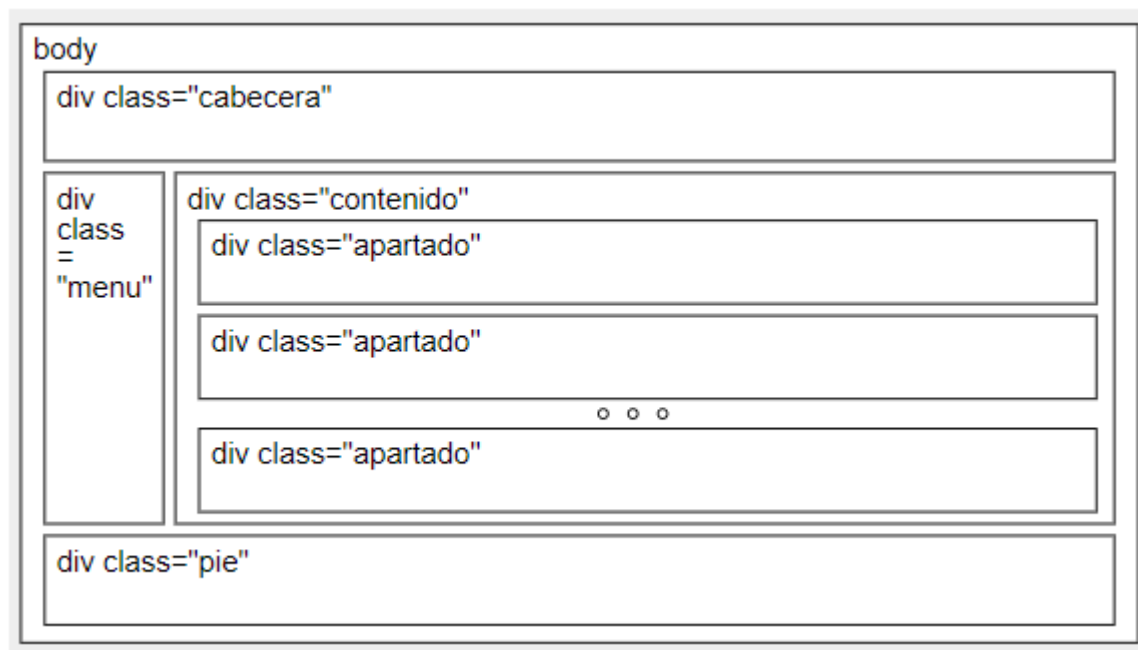 body
div class="cabecera"
div
class
=
"menu"
div class="contenido"
div class="apartado"
div class="apartado"
div class="apartado"
div class="pie"